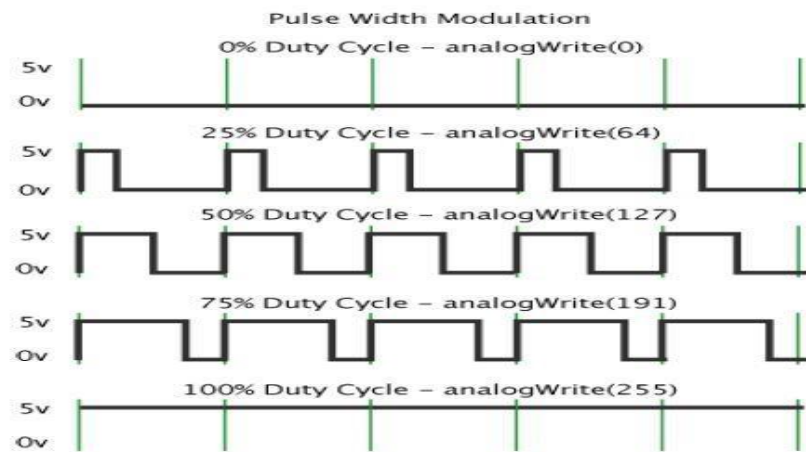 Pulse Width Modulation
0% Duty Cycle – analogWrite(0)
5v
0v
25% Duty Cycle – analogWrite(64)
5v
0v
50% Duty Cycle – analogWrite(127)
5v
0v
75% Duty Cycle – analogWrite(191)
5v
0v
100% Duty Cycle – analogWrite(255)
5v
0v